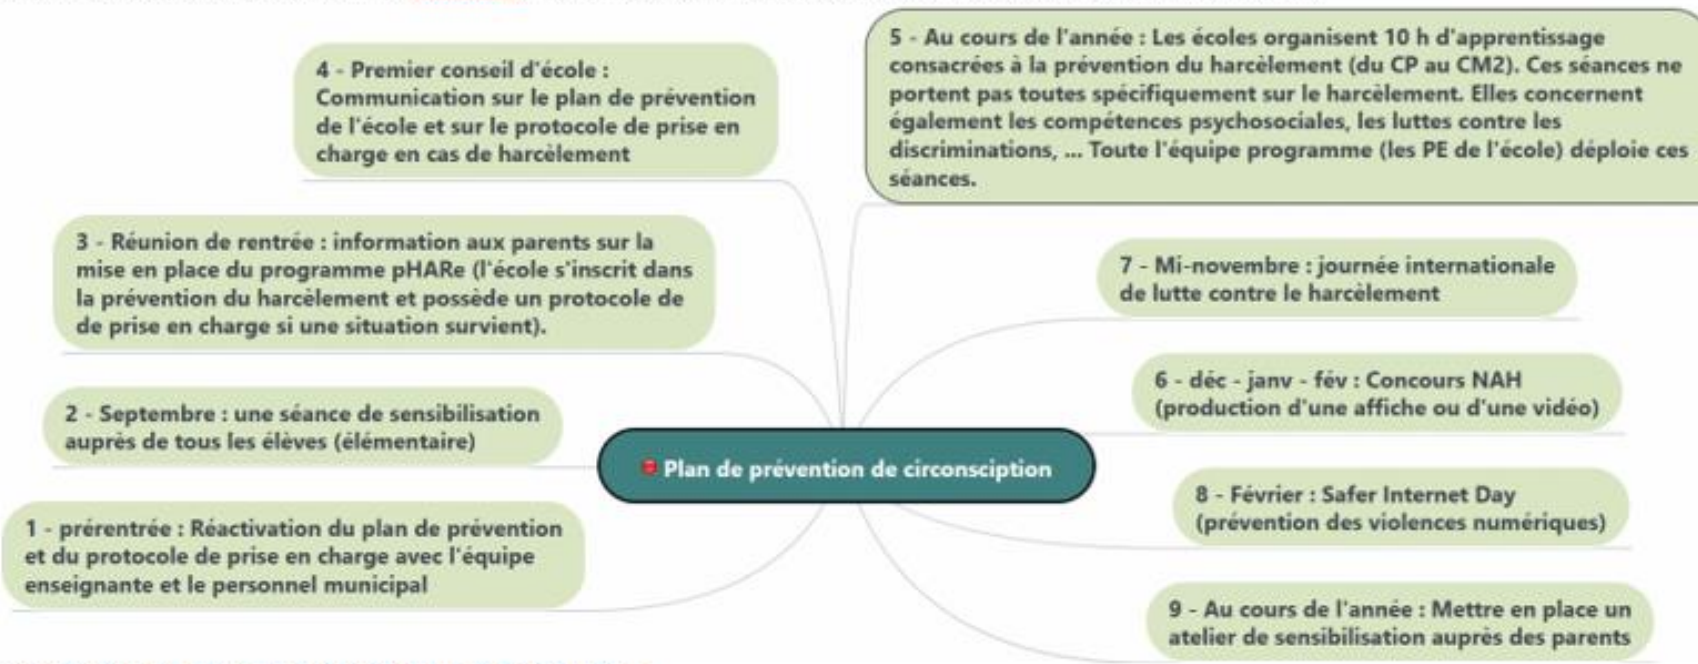 4 - Premier conseil d'école :
Communication sur le plan de prévention
de l'école et sur le protocole de prise en
charge en cas de harcèlement
5 - Au cours de l'année : Les écoles organisent 10 h d'apprentissage
consacrées à la prévention du harcèlement (du CP au CM2). Ces séances ne
portent pas toutes spécifiquement sur le harcèlement. Elles concernent
également les compétences psychosociales, les luttes contre les
discriminations, ... Toute l'équipe programme (les PE de l'école) déploie ces
séances.
3 - Réunion de rentrée : information aux parents sur la
mise en place du programme pHARe (l'école s'inscrit dans
la prévention du harcèlement et possède un protocole de
de prise en charge si une situation survient).
7 - Mi-novembre : journée internationale
de lutte contre le harcèlement
2 - Septembre : une séance de sensibilisation
auprès de tous les élèves (élémentaire)
6 - déc - janv - fév : Concours NAH
(production d'une affiche ou d'une vidéo)
Plan de prévention de circonsciption
1 - prérentrée : Réactivation du plan de prévention
et du protocole de prise en charge avec l'équipe
enseignante et le personnel municipal
8 - Février : Safer Internet Day
(prévention des violences numériques)
9 - Au cours de l'année : Mettre en place un
atelier de sensibilisation auprès des parents